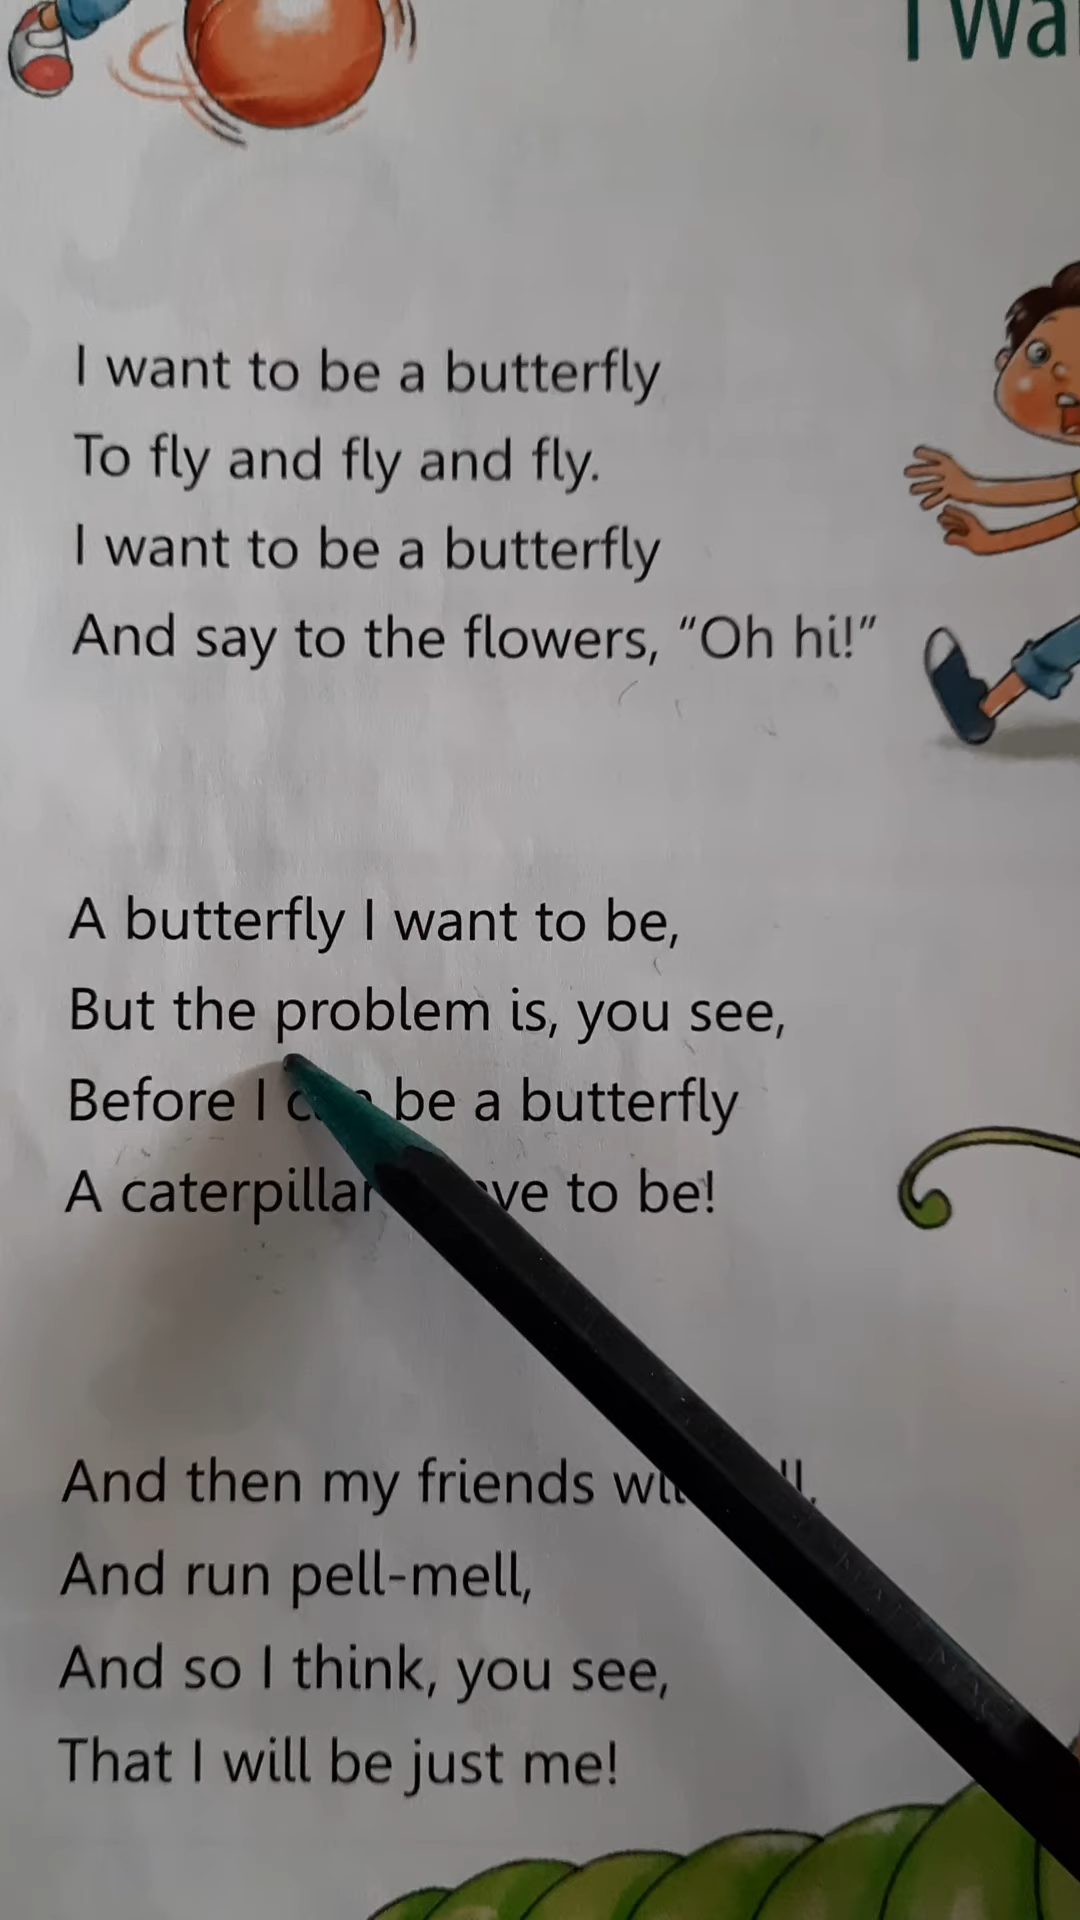 I wa
I want to be a butterfly
To fly and fly and fly.
I want to be a butterfly
And say to the flowers, “Oh hi!”
A butterfly I want to be,
But the problem is, you see,
Before I be a butterfly
A caterpillar to be!
And then my friends
And run pell-mell,
And so I think, you see,
That I will be just me!